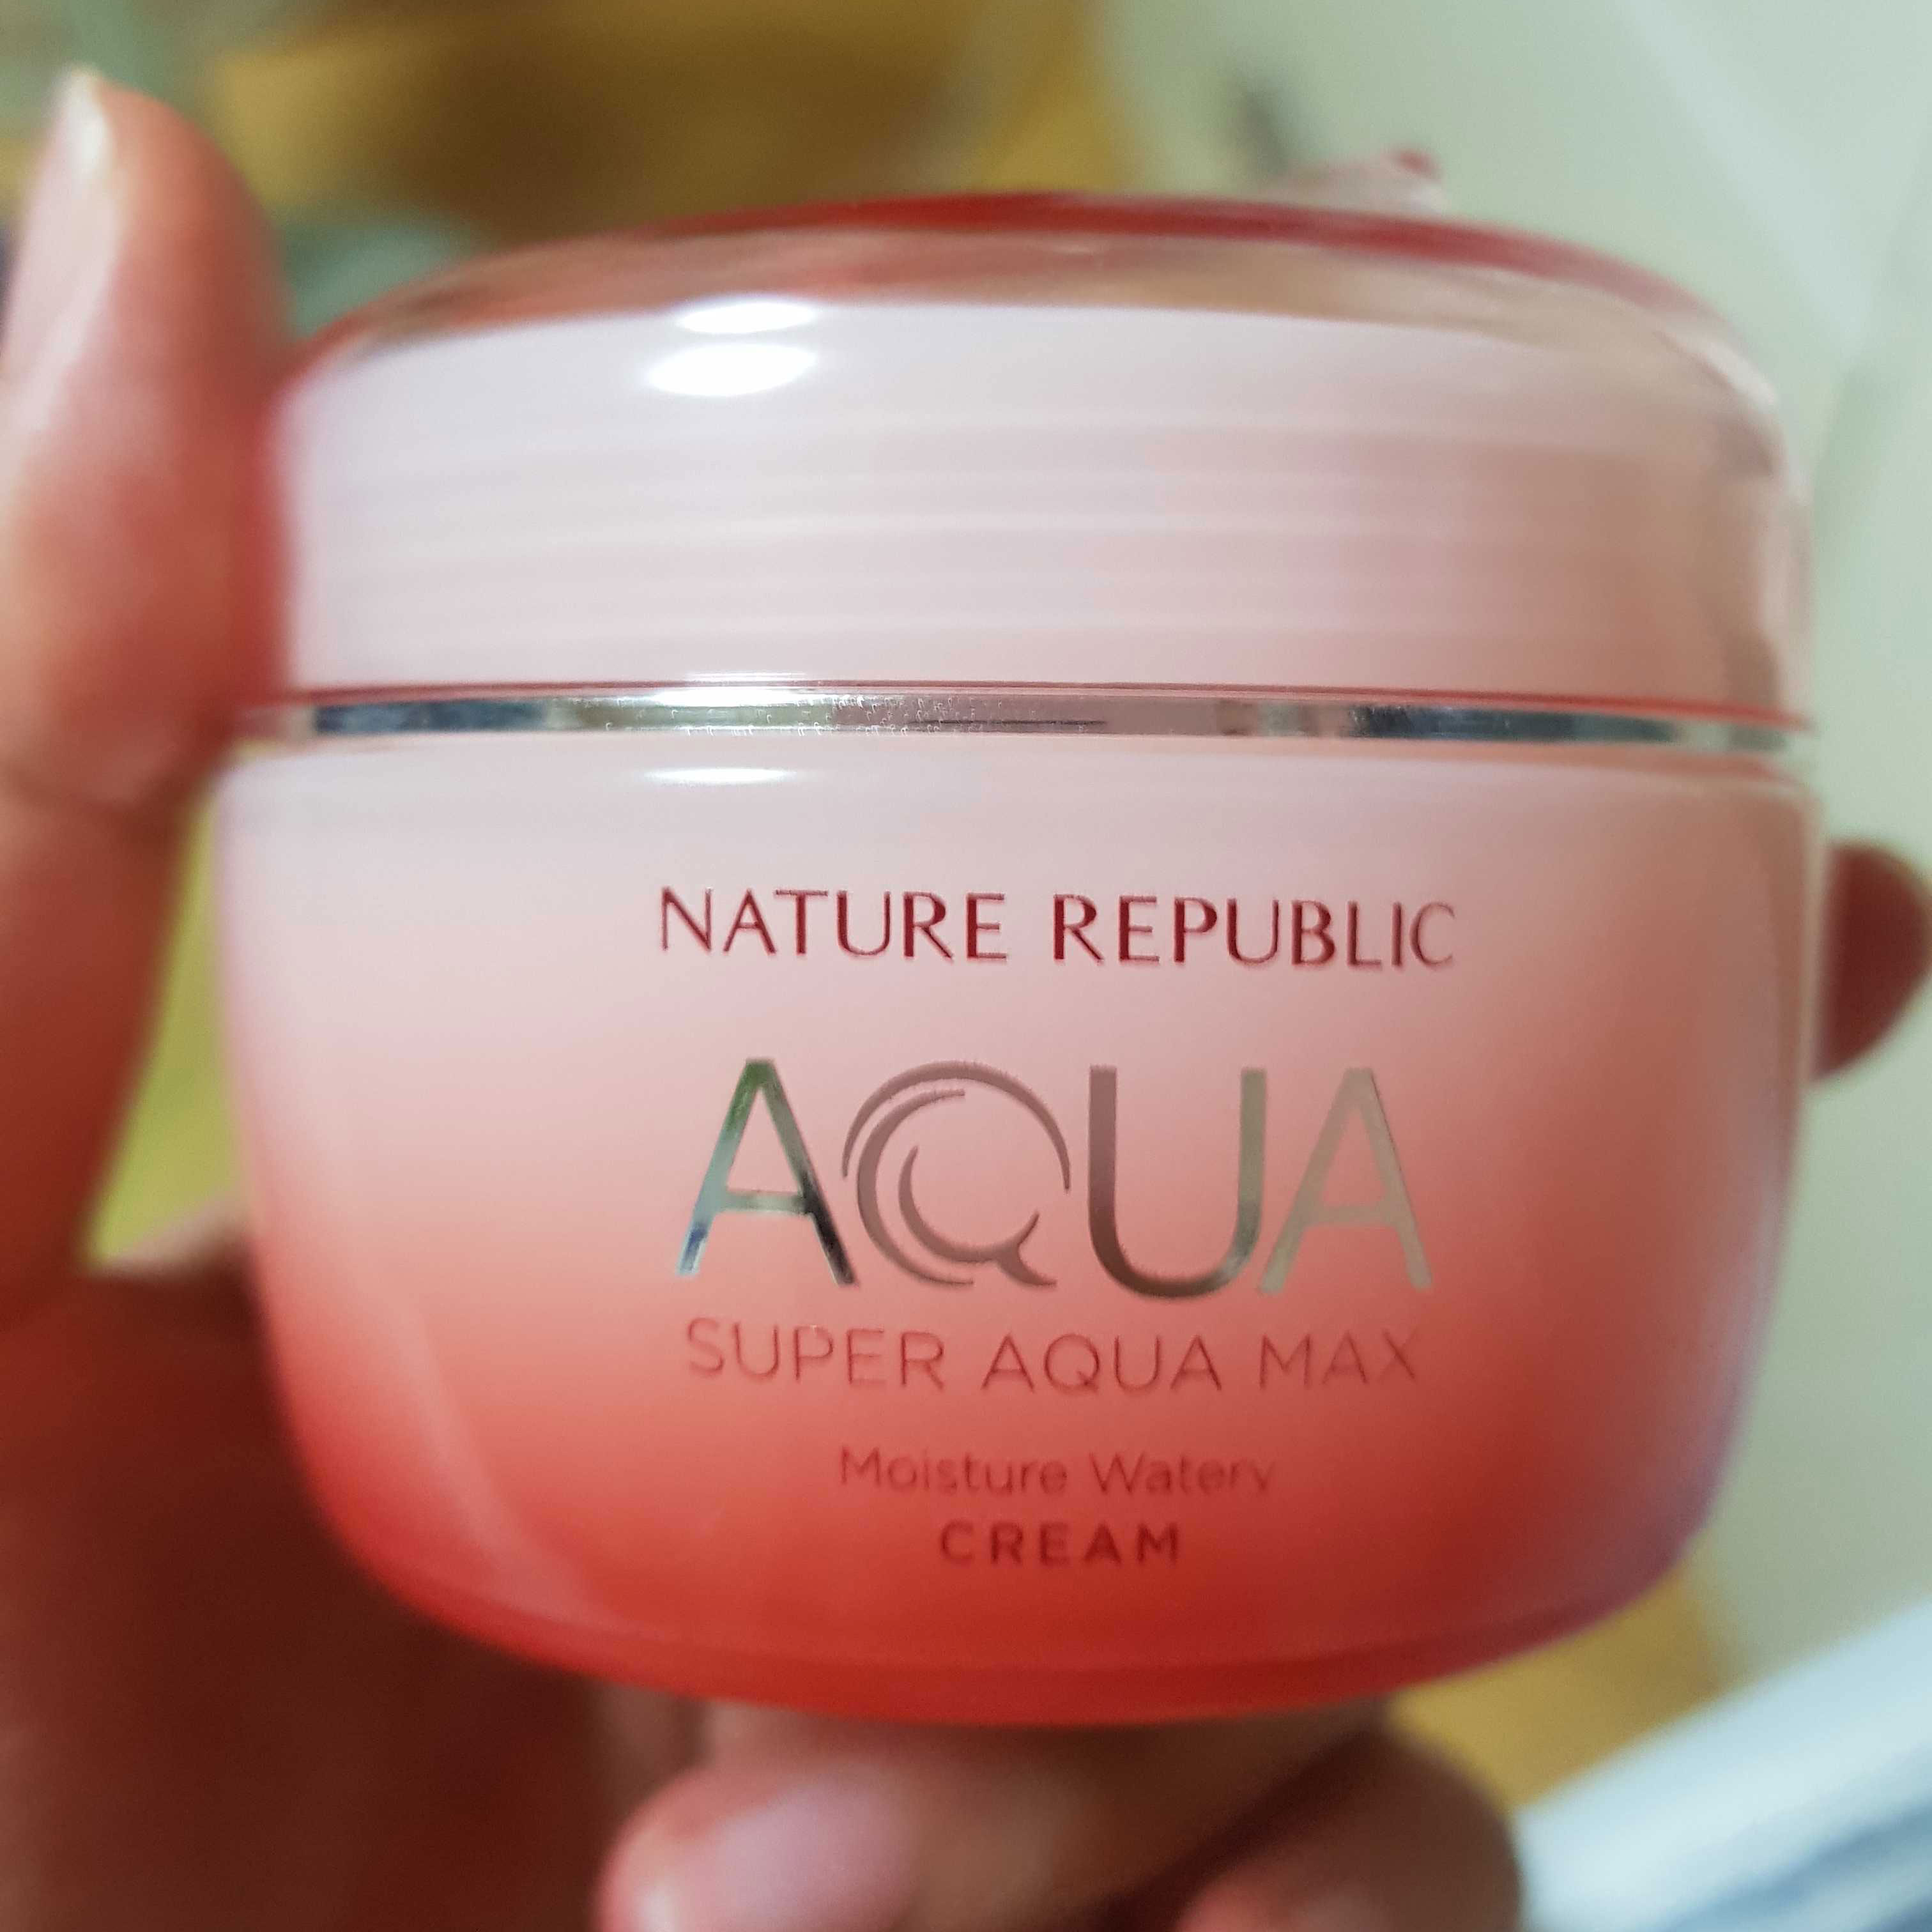 NATURE REPUBLIC
AQUA
SUPER AQUA MAX
Moisture Watery
CREAM